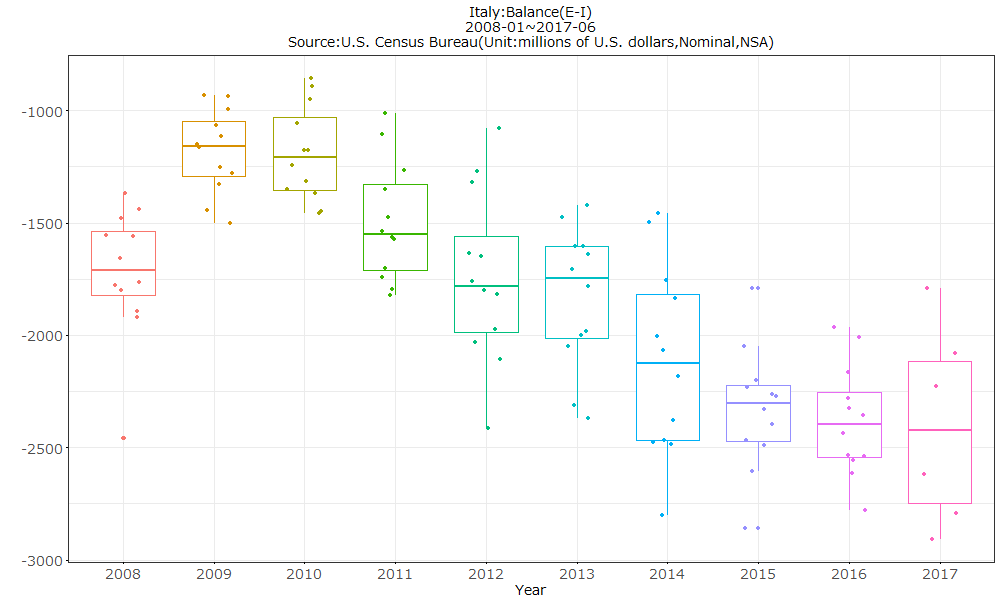 Italy:Balance(E-I)
2008-01~2017-06
Source:U.S. Census Bureau(Unit:millions of U.S. dollars,Nominal,NSA)
-1000
-1500
-2000
-2500
-3000
2008 2009 2010 2011 2012 2013 2014 2015 2016 2017
Year